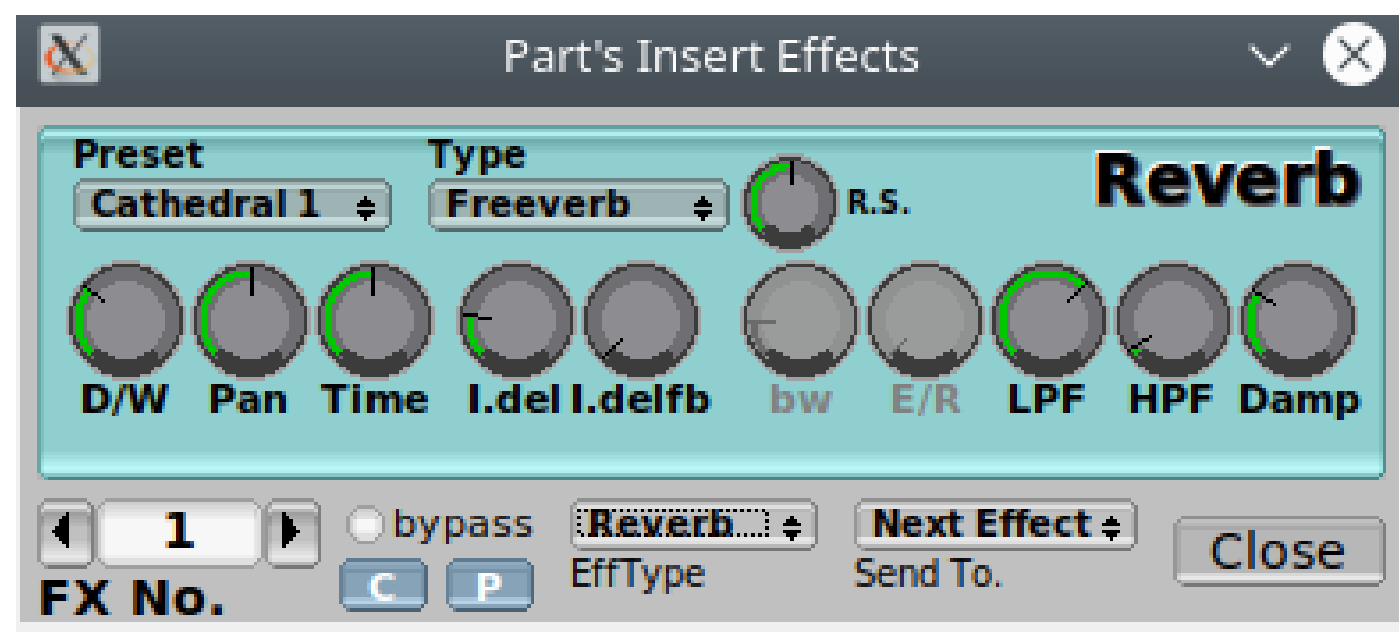 Part's Insert Effects
Preset Type
Cathedral 1 Freeverb R.S. Reverb
D/W Pan Time I.del I.delfb bw E/R LPF HPF Damp
1 bypass Reverb Next Effect Close
C P EffType Send To.
FX No.